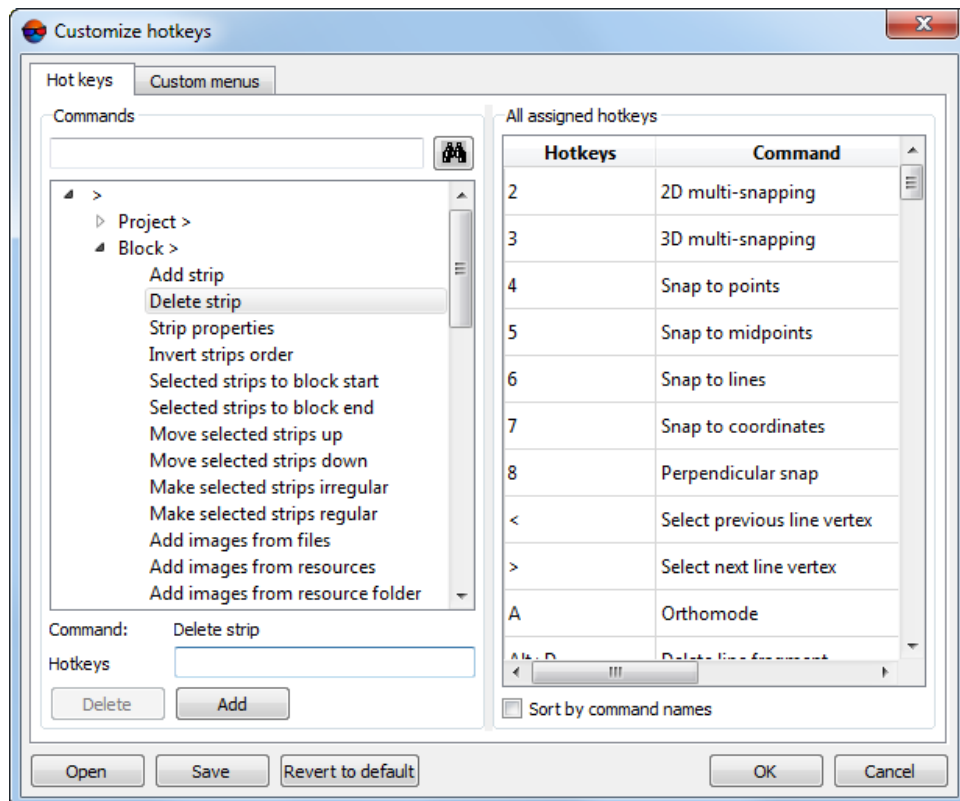 Customize hotkeys
Hot keys
Custom menus
Commands
>
Project >
Block >
Add strip
Delete strip
Strip properties
Invert strips order
Selected strips to block start
Selected strips to block end
Move selected strips up
Move selected strips down
Make selected strips irregular
Make selected strips regular
Add images from files
Add images from resources
Add images from resource folder
Command: Delete strip
Hotkeys
Delete
Add
All assigned hotkeys
Hotkeys Command
2 2D multi-snapping
3 3D multi-snapping
4 Snap to points
5 Snap to midpoints
6 Snap to lines
7 Snap to coordinates
8 Perpendicular snap
< Select previous line vertex
> Select next line vertex
A Orthomode
Alt+D Delete line fragment
Sort by command names
Open
Save
Revert to default
OK
Cancel